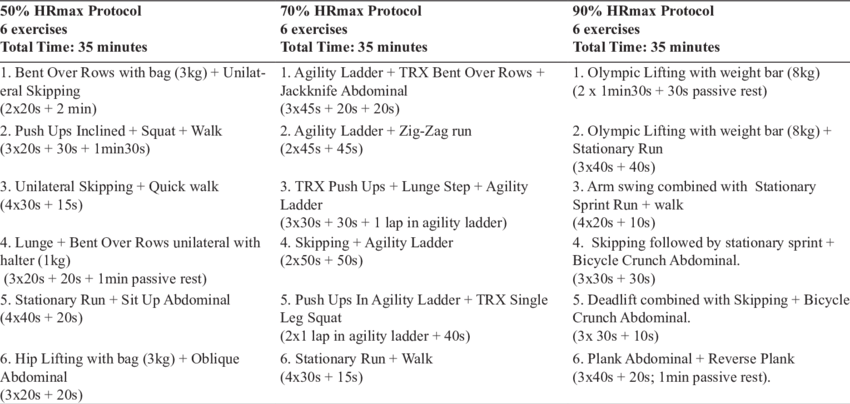 50% HRmax Protocol
6 exercises
Total Time: 35 minutes
70% HRmax Protocol
6 exercises
Total Time: 35 minutes
90% HRmax Protocol
6 exercises
Total Time: 35 minutes
1. Bent Over Rows with bag (3kg) + Unilat-
eral Skipping
(2x20s + 2 min)
1. Agility Ladder + TRX Bent Over Rows +
Jackknife Abdominal
(3x45s + 20s + 20s)
1. Olympic Lifting with weight bar (8kg)
(2 x 1min30s + 30s passive rest)
2. Push Ups Inclined + Squat + Walk
(3x20s + 30s + 1min30s)
2. Agility Ladder + Zig-Zag run
(2x45s + 45s)
2. Olympic Lifting with weight bar (8kg) +
Stationary Run
(3x40s + 40s)
3. Unilateral Skipping + Quick walk
(4x30s + 15s)
3. TRX Push Ups + Lunge Step + Agility
Ladder
(3x30s + 30s + 1 lap in agility ladder)
3. Arm swing combined with Stationary
Sprint Run + walk
(4x20s + 10s)
4. Lunge + Bent Over Rows unilateral with
halter (1kg)
(3x20s + 20s + 1min passive rest)
4. Skipping + Agility Ladder
(2x50s + 50s)
4. Skipping followed by stationary sprint +
Bicycle Crunch Abdominal.
(3x30s + 30s)
5. Stationary Run + Sit Up Abdominal
(4x40s + 20s)
5. Push Ups In Agility Ladder + TRX Single
Leg Squat
(2x1 lap in agility ladder + 40s)
5. Deadlift combined with Skipping + Bicycle
Crunch Abdominal.
(3x 30s + 10s)
6. Hip Lifting with bag (3kg) + Oblique
Abdominal
(3x20s + 20s)
6. Stationary Run + Walk
(4x30s + 15s)
6. Plank Abdominal + Reverse Plank
(3x40s + 20s; 1min passive rest).